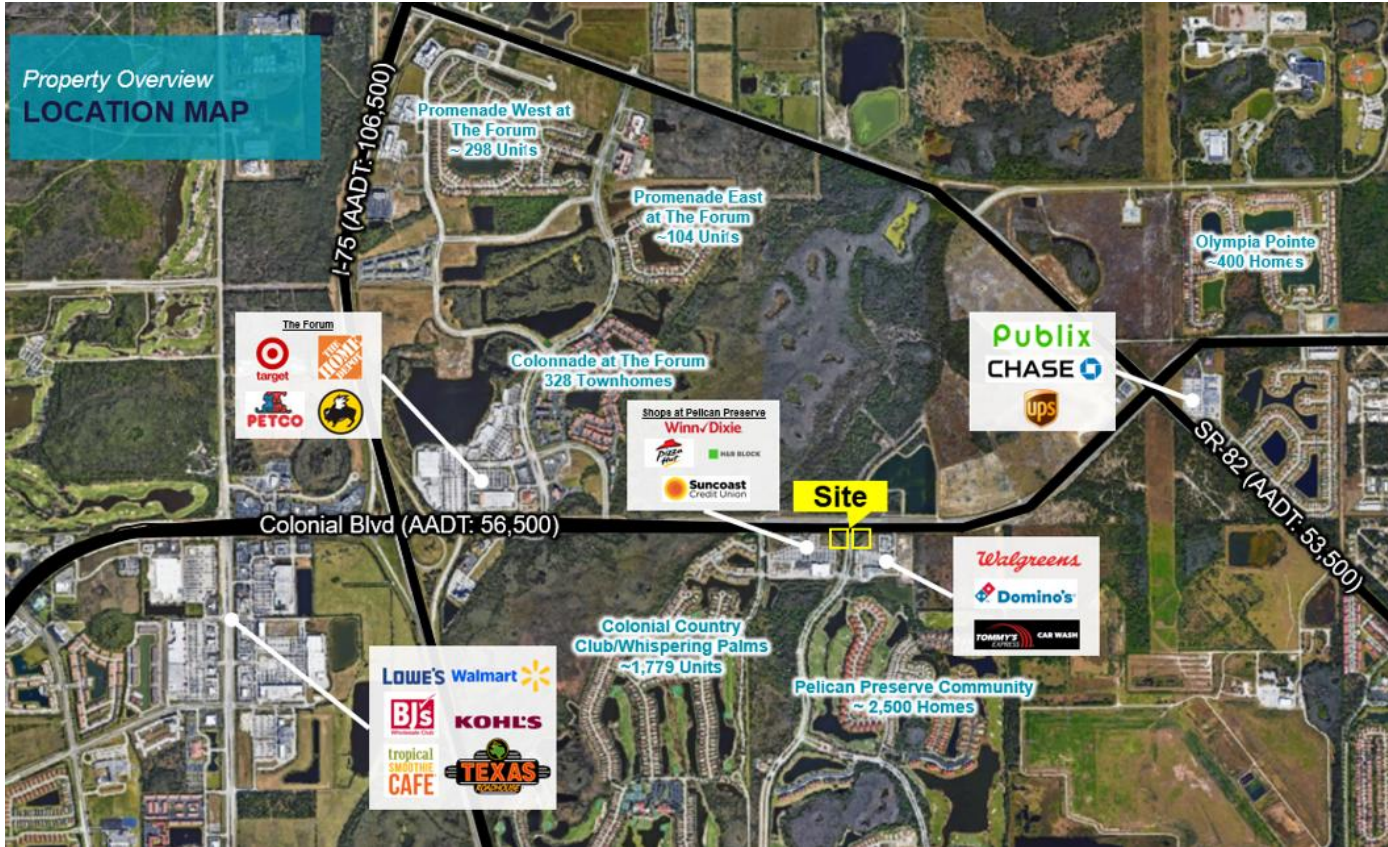 Property Overview
LOCATION MAP
I-75 (AADT: 106,500)
Promenade West at
The Forum
~ 298 Units
Promenade East
at The Forum
~104 Units
Olympia Pointe
~400 Homes
The Forum
target
THE
HOME
DEPOT
PETCO
Colonnade at The Forum
328 Townhomes
Publix
CHASE
ups
Shops at Pelican Preserve
Winn Dixie
Pizza
Hut
H&R BLOCK
Suncoast
Credit Union
Site
SR-82 (AADT: 53,500)
Colonial Blvd (AADT: 56,500)
Walgreens
Domino's
TOMMY'S
EXPRESS
CAR WASH
Colonial Country
Club/Whispering Palms
~1,779 Units
Pelican Preserve Community
~ 2,500 Homes
LOWE'S
Walmart
BJ's
Wholesale Club
KOHL'S
tropical
SMOOTHIE
CAFE
TEXAS
ROADHOUSE